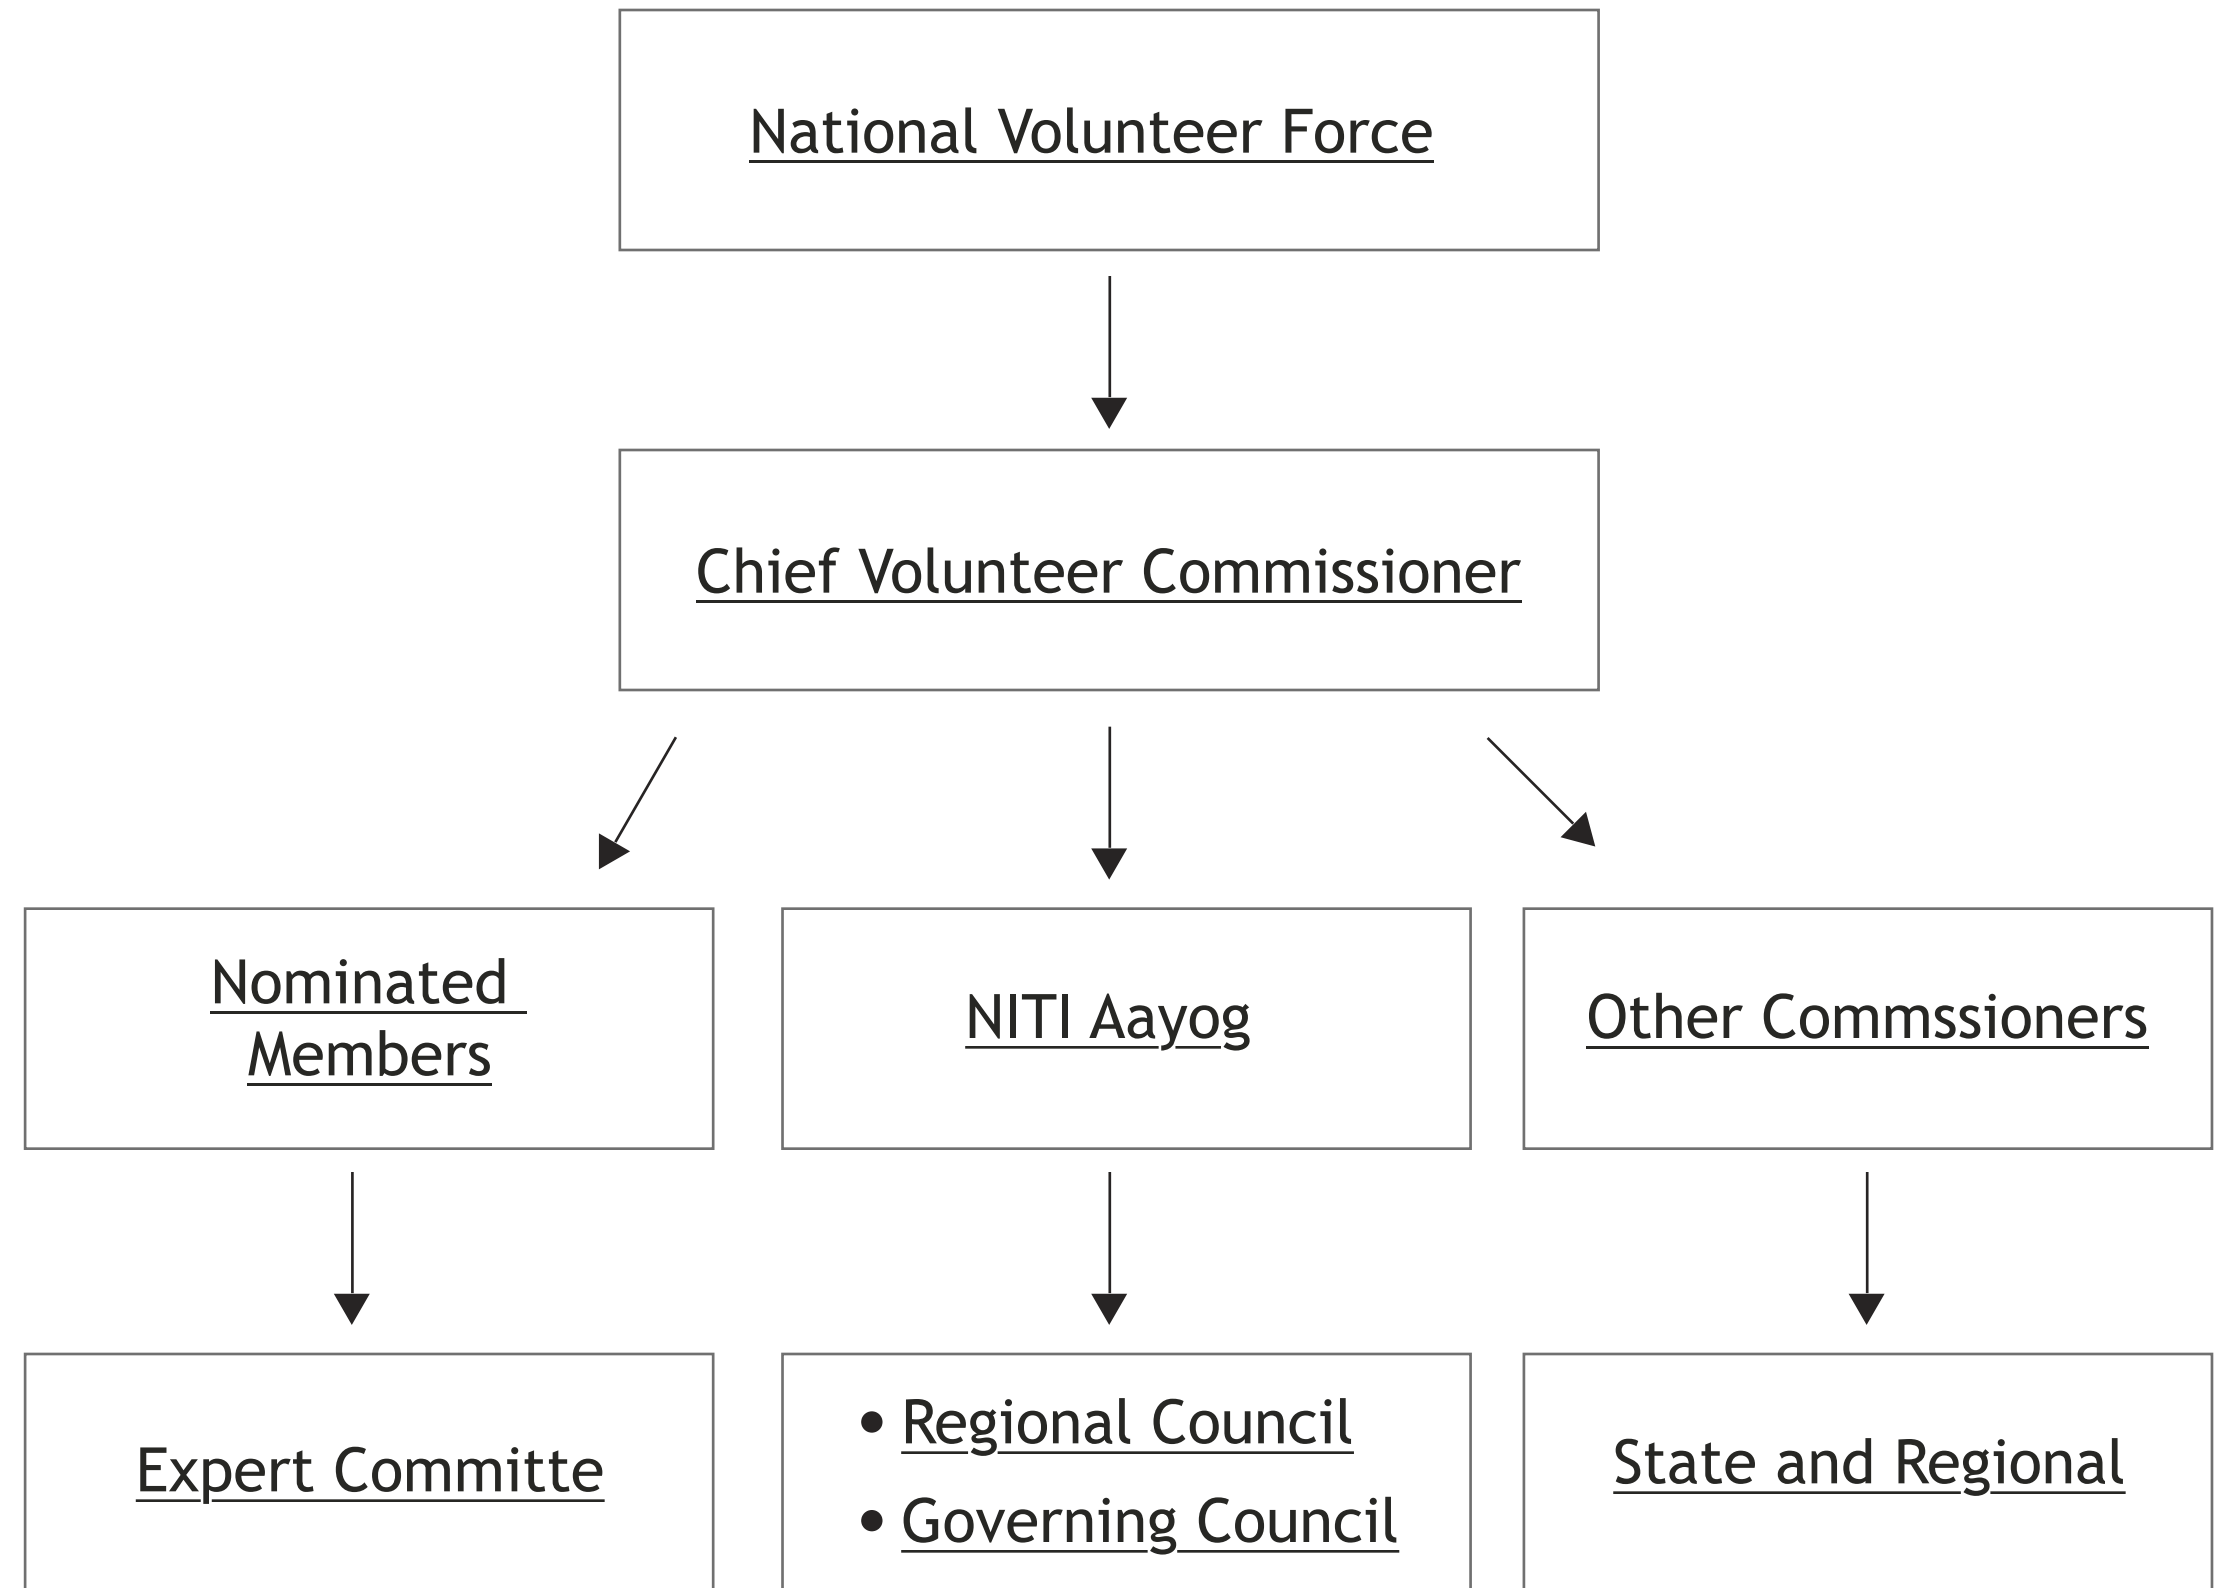 National Volunteer Force
Chief Volunteer Commissioner
Nominated
Members
NITI Aayog
Other Commssioners
Expert Committe
• Regional Council
• Governing Council
State and Regional